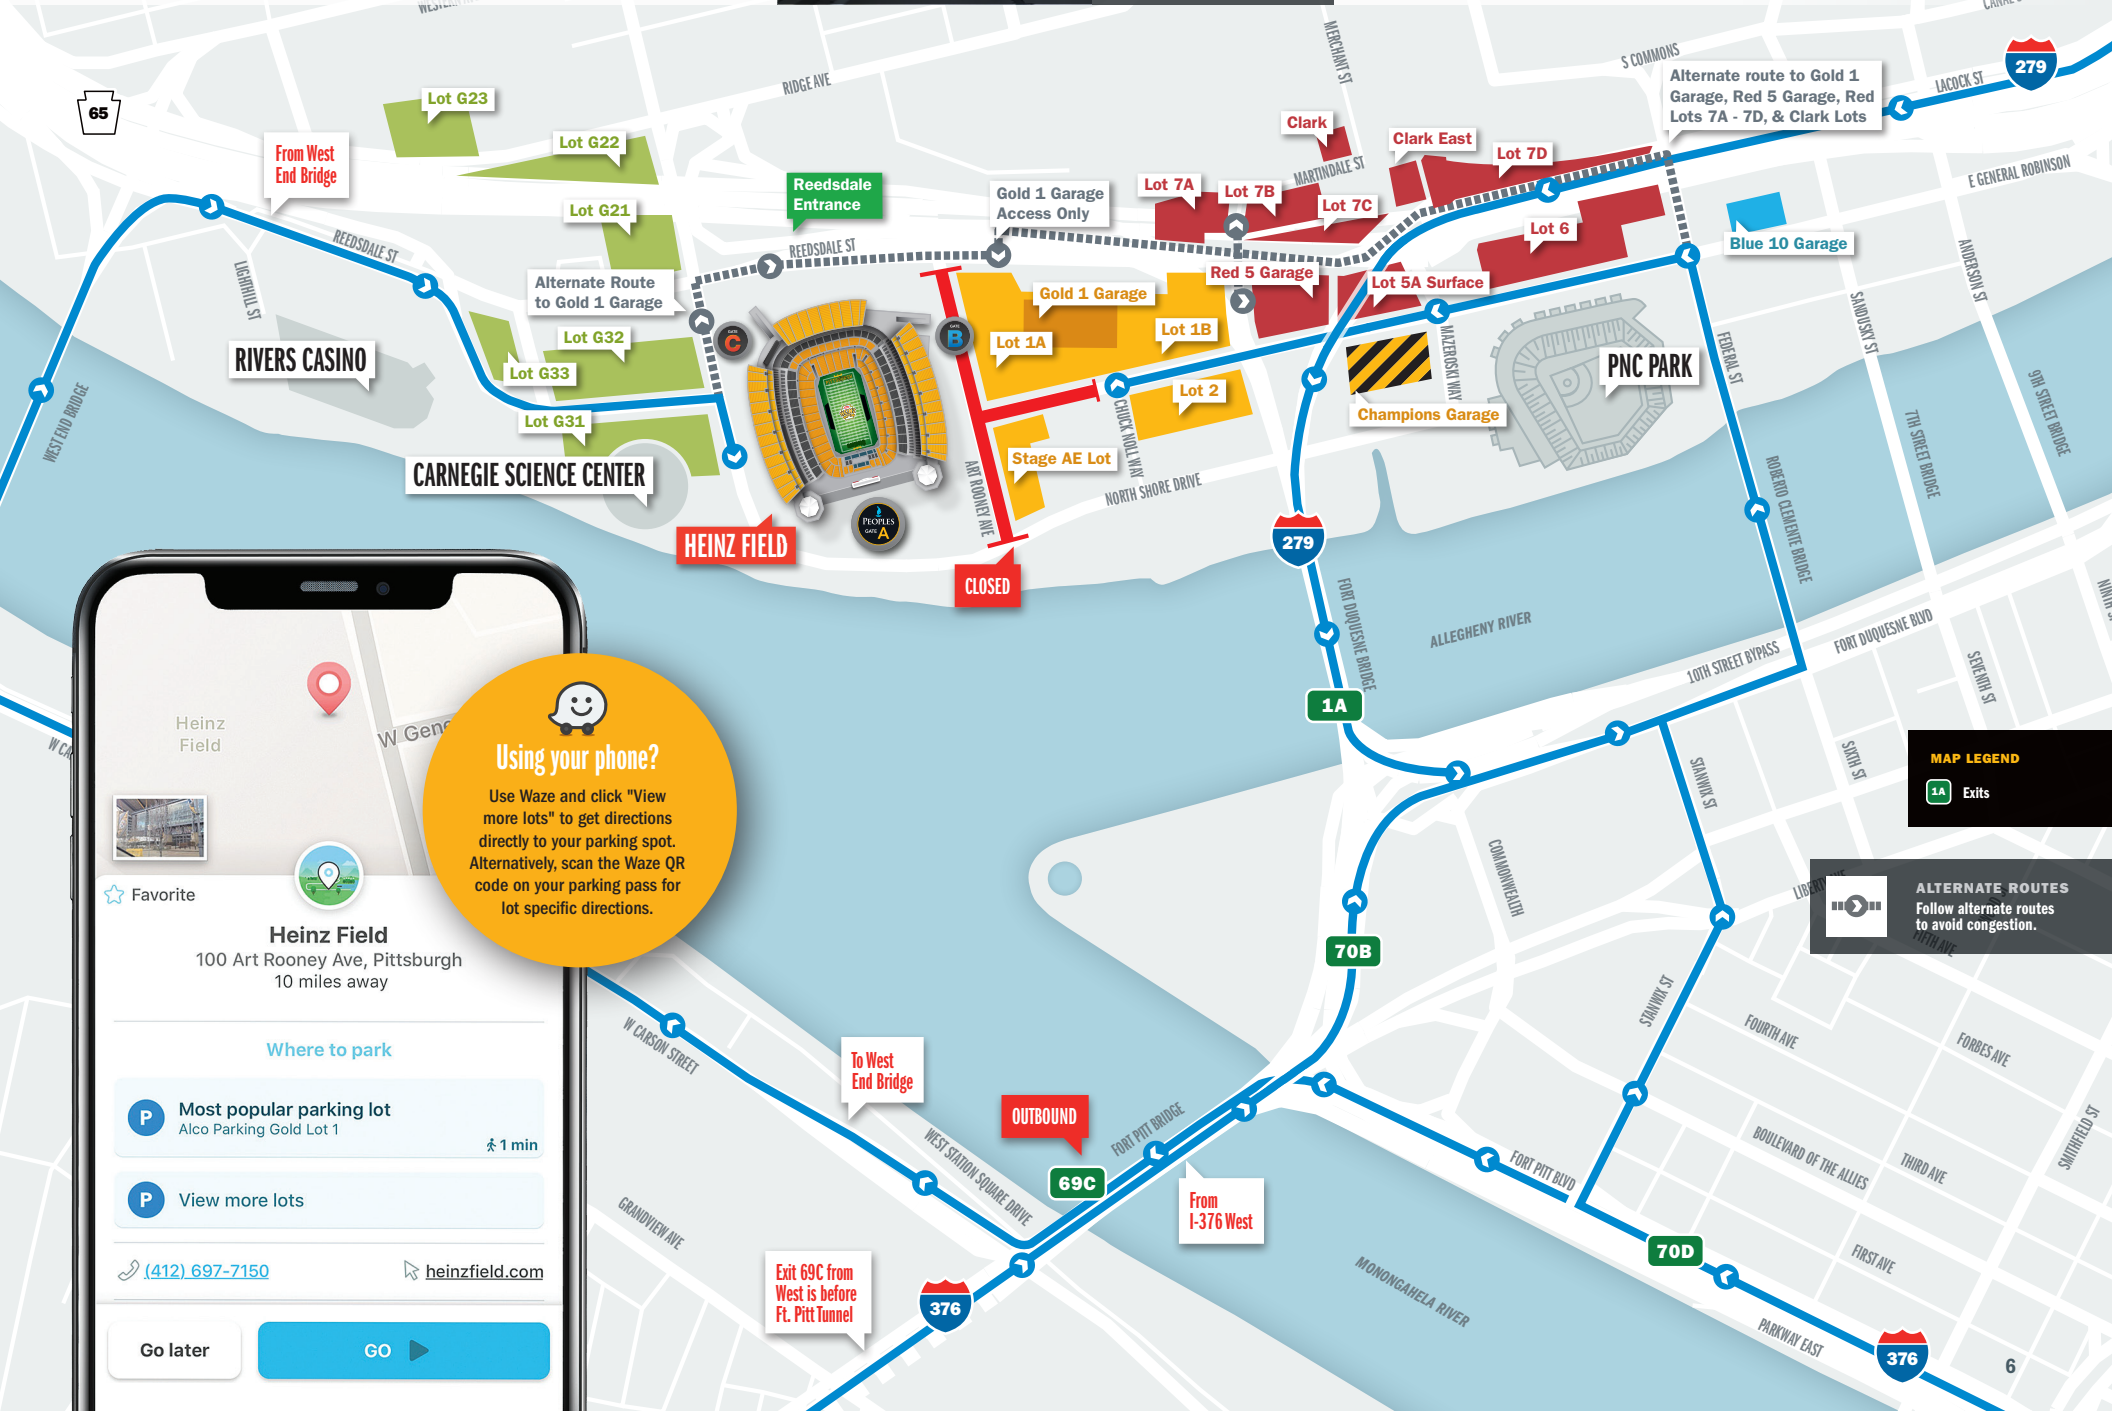 S COMMONS
MERCHANT ST
RIDGE AVE
LACOCK ST
279
65
Lot G23
Lot G22
Lot G21
From West
End Bridge
Reedsdale
Entrance
Gold 1 Garage
Access Only
Clark
Clark East
Lot 7D
MARTINDALE ST
Lot 7A
Lot 7B
Lot 7C
Alternate route to Gold 1
Garage, Red 5 Garage, Red
Lots 7A - 7D, & Clark Lots
E GENERAL ROBINSON
Lot 6
Blue 10 Garage
REEDSDALE ST
REEDSDALE ST
LIGHTHILL ST
Alternate Route
to Gold 1 Garage
Red 5 Garage
Lot 5A Surface
Gold 1 Garage
Lot 1A
Lot 1B
Lot 2
GATE
C
GATE
B
ANDERSON ST
SANDUSKY ST
FEDERAL ST
MAZEROSKI WAY
RIVERS CASINO
Lot G32
Lot G33
Lot G31
PNC PARK
Champions Garage
WEST END BRIDGE
CARNEGIE SCIENCE CENTER
Stage AE Lot
CHUCK NOLL WAY
ART ROONEY AVE
NORTH SHORE DRIVE
9TH STREET BRIDGE
7TH STREET BRIDGE
ROBERTO CLEMENTE BRIDGE
HEINZ FIELD
PEOPLES
GATE A
CLOSED
279
FORT DUQUESNE BRIDGE
ALLEGHENY RIVER
10TH STREET BYPASS
FORT DUQUESNE BLVD
SEVENTH ST
SIXTH ST
STANWIX ST
1A
MAP LEGEND
1A Exits
ALTERNATE ROUTES
Follow alternate routes
to avoid congestion.
COMMONWEALTH
70B
STANWIX ST
FIFTH AVE
FOURTH AVE
FORBES AVE
BOULEVARD OF THE ALLIES
THIRD AVE
FIRST AVE
SMITHFIELD ST
Heinz
Field
W Gene
Using your phone?
Use Waze and click "View
more lots" to get directions
directly to your parking spot.
Alternatively, scan the Waze QR
code on your parking pass for
lot specific directions.
Favorite
Heinz Field
100 Art Rooney Ave, Pittsburgh
10 miles away
Where to park
P
Most popular parking lot
Alco Parking Gold Lot 1
1 min
P
View more lots
(412) 697-7150
heinzfield.com
Go later
GO
W CARSON STREET
To West
End Bridge
WEST STATION SQUARE DRIVE
OUTBOUND
FORT PITT BRIDGE
69C
From
I-376 West
GRANDVIEW AVE
Exit 69C from
West is before
Ft. Pitt Tunnel
376
FORT PITT BLVD
70D
MONONGAHELA RIVER
PARKWAY EAST
376
6